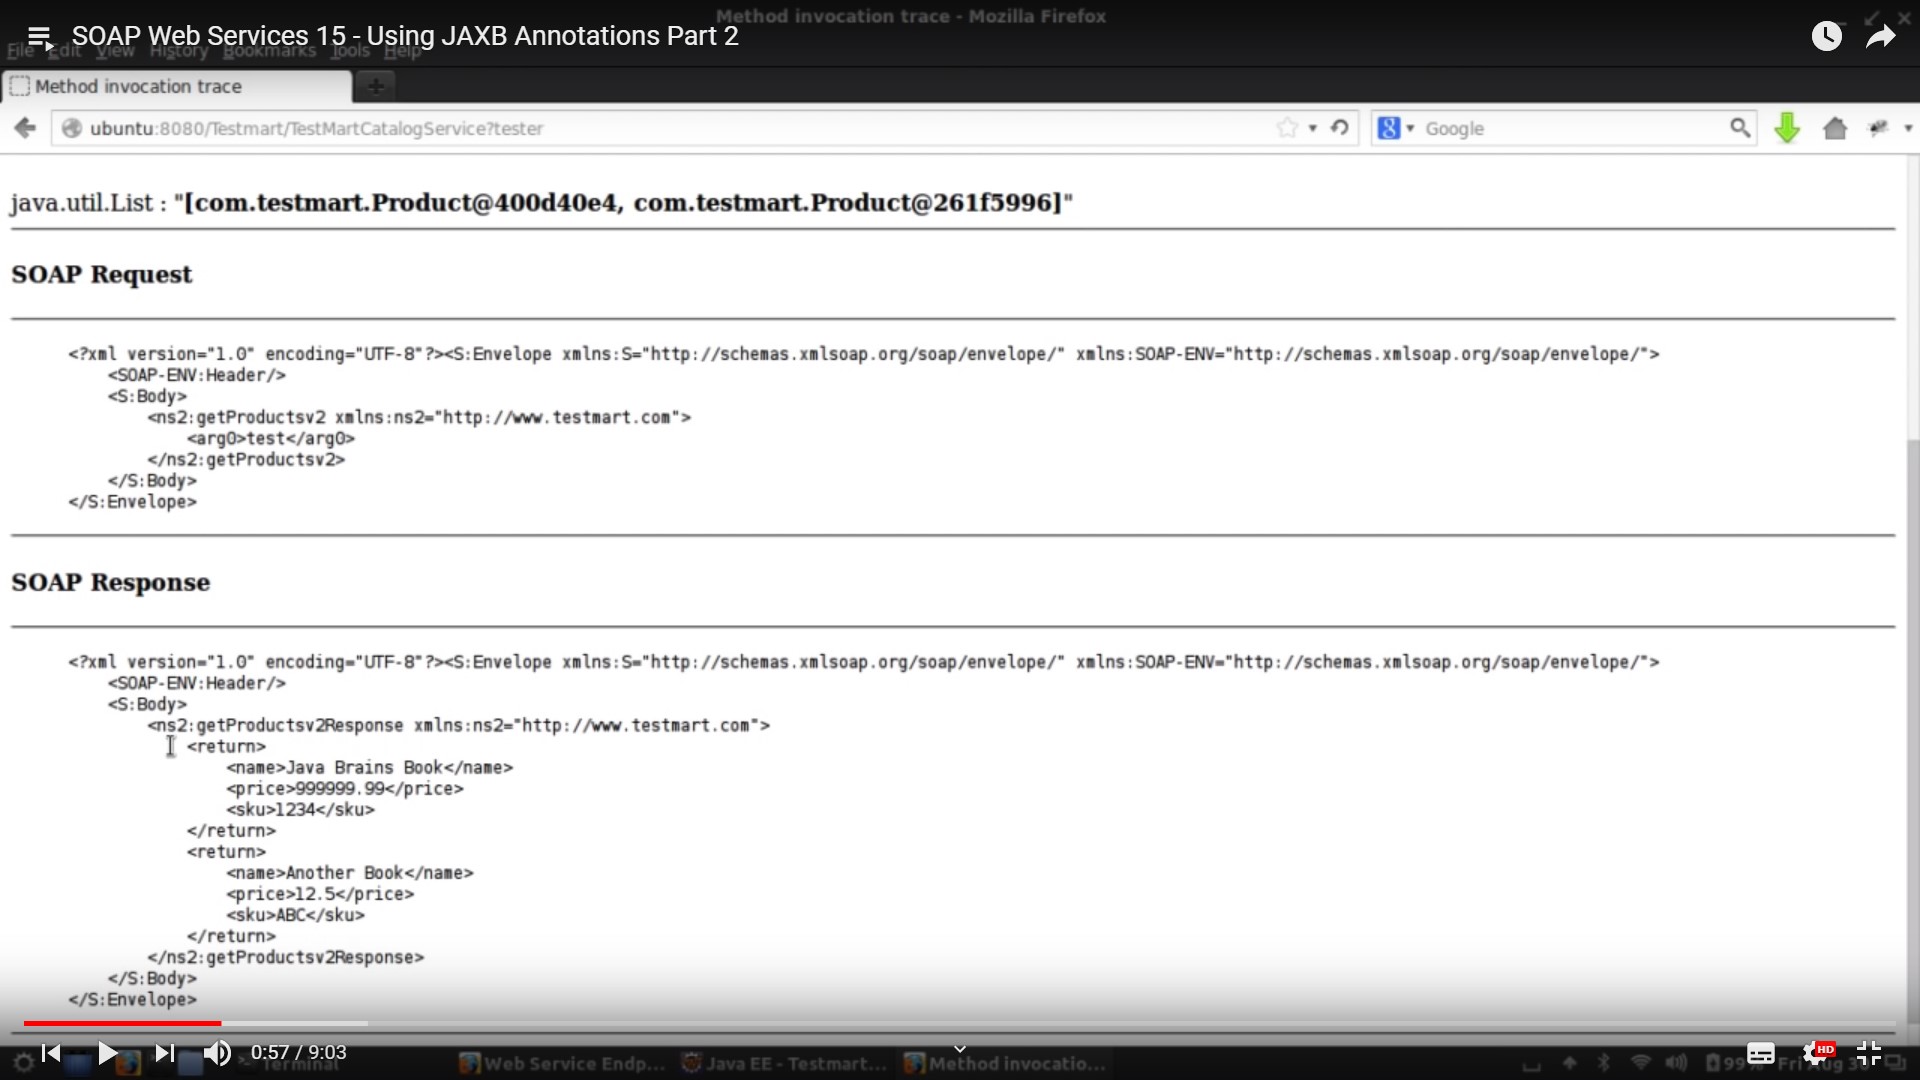 Method invocation trace - Mozilla Firefox
SOAP Web Services 15 - Using JAXB Annotations Part 2
File Edit View History Bookmarks Tools Help
Method invocation trace
ubuntu:8080/Testmart/TestMartCatalogService?tester
Google
java.util.List : "[com.testmart.Product@400d40e4, com.testmart.Product@261f5996]"
SOAP Request
<?xml version="1.0" encoding="UTF-8"?><S:Envelope xmlns:S="http://schemas.xmlsoap.org/soap/envelope/" xmlns:SOAP-ENV="http://schemas.xmlsoap.org/soap/envelope/">
<SOAP-ENV:Header/>
<S:Body>
<ns2:getProductsv2 xmlns:ns2="http://www.testmart.com">
<arg0>test</arg0>
</ns2:getProductsv2>
</S:Body>
</S:Envelope>
SOAP Response
<?xml version="1.0" encoding="UTF-8"?><S:Envelope xmlns:S="http://schemas.xmlsoap.org/soap/envelope/" xmlns:SOAP-ENV="http://schemas.xmlsoap.org/soap/envelope/">
<SOAP-ENV:Header/>
<S:Body>
<ns2:getProductsv2Response xmlns:ns2="http://www.testmart.com">
<return>
<name>Java Brains Book</name>
<price>999999.99</price>
<sku>1234</sku>
</return>
<return>
<name>Another Book</name>
<price>12.5</price>
<sku>ABC</sku>
</return>
</ns2:getProductsv2Response>
</S:Body>
</S:Envelope>
0:57 / 9:03
HD
Terminal
Web Service Endp...
Java EE - Testmart...
Method invocatio...
Fri Aug